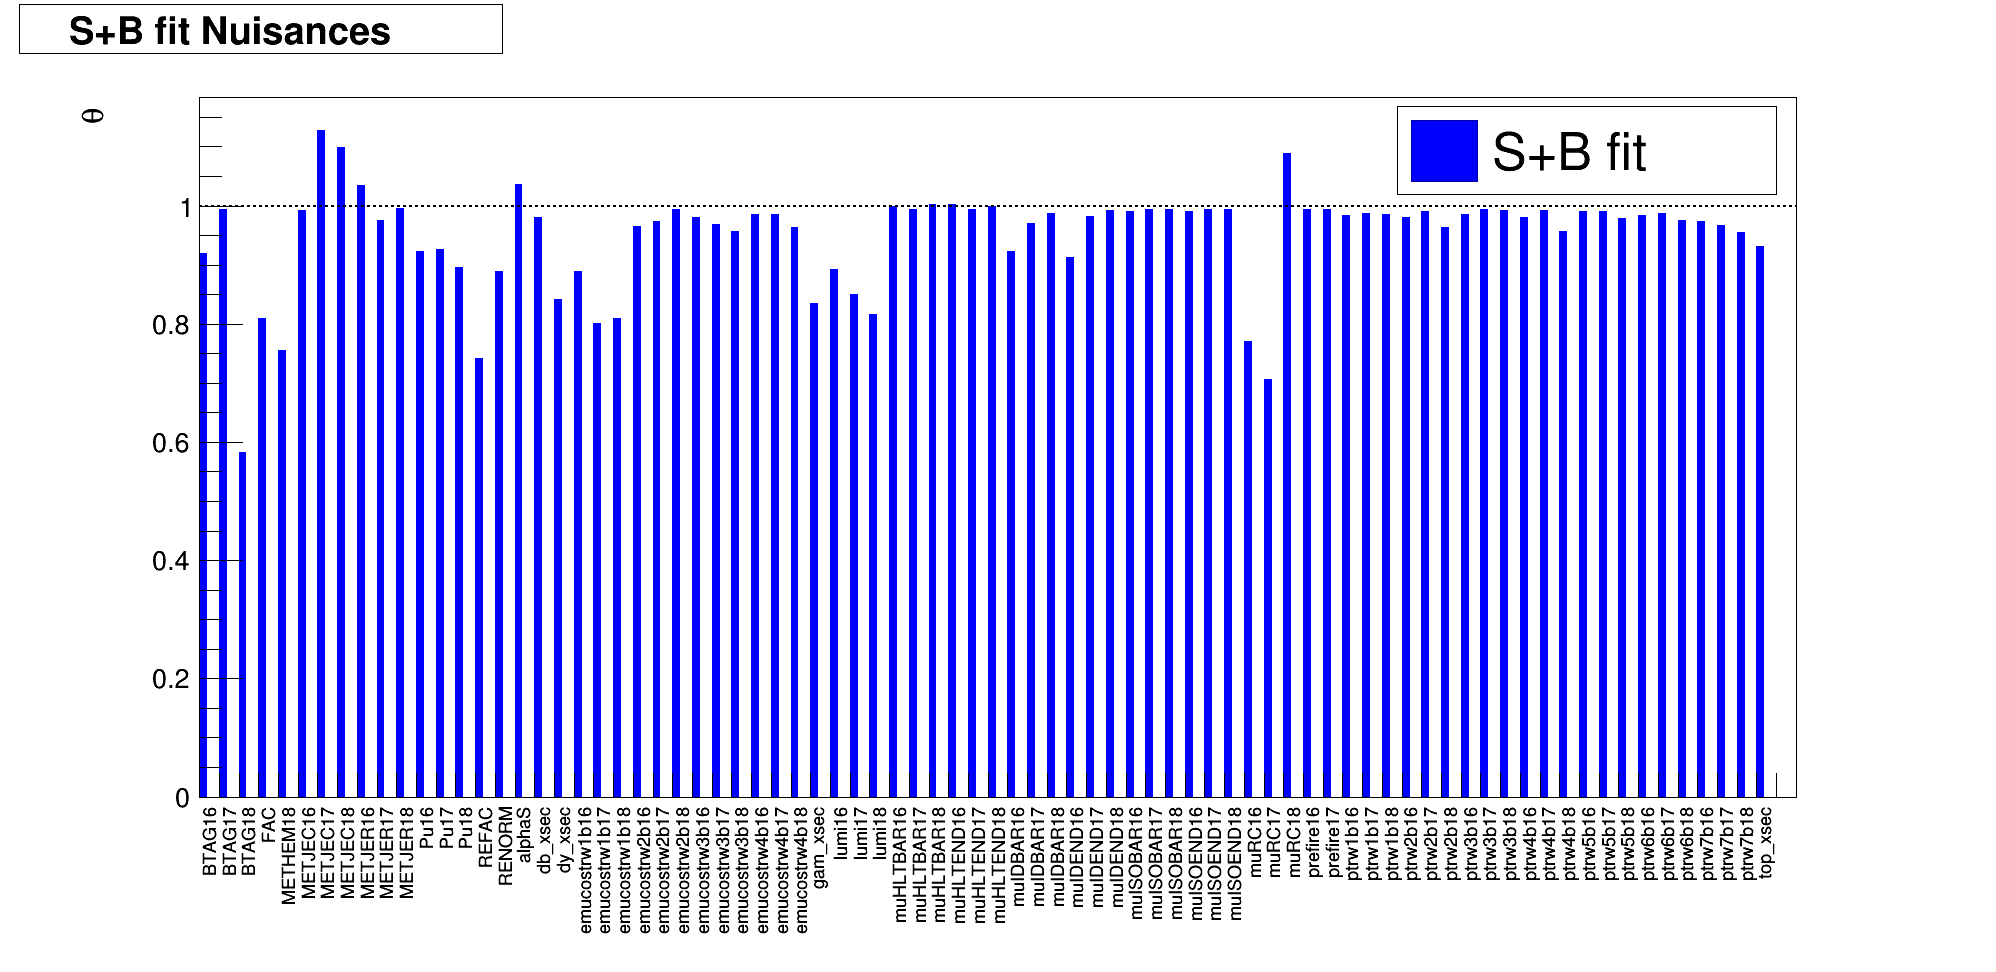 S+B fit Nuisances
θ
S+B fit
1
0.8
0.6
0.4
0.2
0
BTAG16
BTAG17
BTAG18
FAC
METHEM18
METJEC16
METJEC17
METJEC18
METJER16
METJER17
METJER18
Pu16
Pu17
Pu18
REFAC
RENORM
alphaS
db_xsec
dy_xsec
emucostrw1b16
emucostrw1b17
emucostrw1b18
emucostrw2b16
emucostrw2b17
emucostrw2b18
emucostrw3b16
emucostrw3b17
emucostrw3b18
emucostrw4b16
emucostrw4b17
emucostrw4b18
gam_xsec
lumi16
lumi17
lumi18
muHLTBAR16
muHLTBAR17
muHLTBAR18
muHLTEND16
muHLTEND17
muHLTEND18
muIDBAR16
muIDBAR17
muIDBAR18
muIDEND16
muIDEND17
muIDEND18
muISOBAR16
muISOBAR17
muISOBAR18
muISOEND16
muISOEND17
muISOEND18
muRC16
muRC17
muRC18
prefire16
prefire17
ptrw1b16
ptrw1b17
ptrw1b18
ptrw2b16
ptrw2b17
ptrw2b18
ptrw3b16
ptrw3b17
ptrw3b18
ptrw4b16
ptrw4b17
ptrw4b18
ptrw5b16
ptrw5b17
ptrw5b18
ptrw6b16
ptrw6b17
ptrw6b18
ptrw7b16
ptrw7b17
ptrw7b18
top_xsec